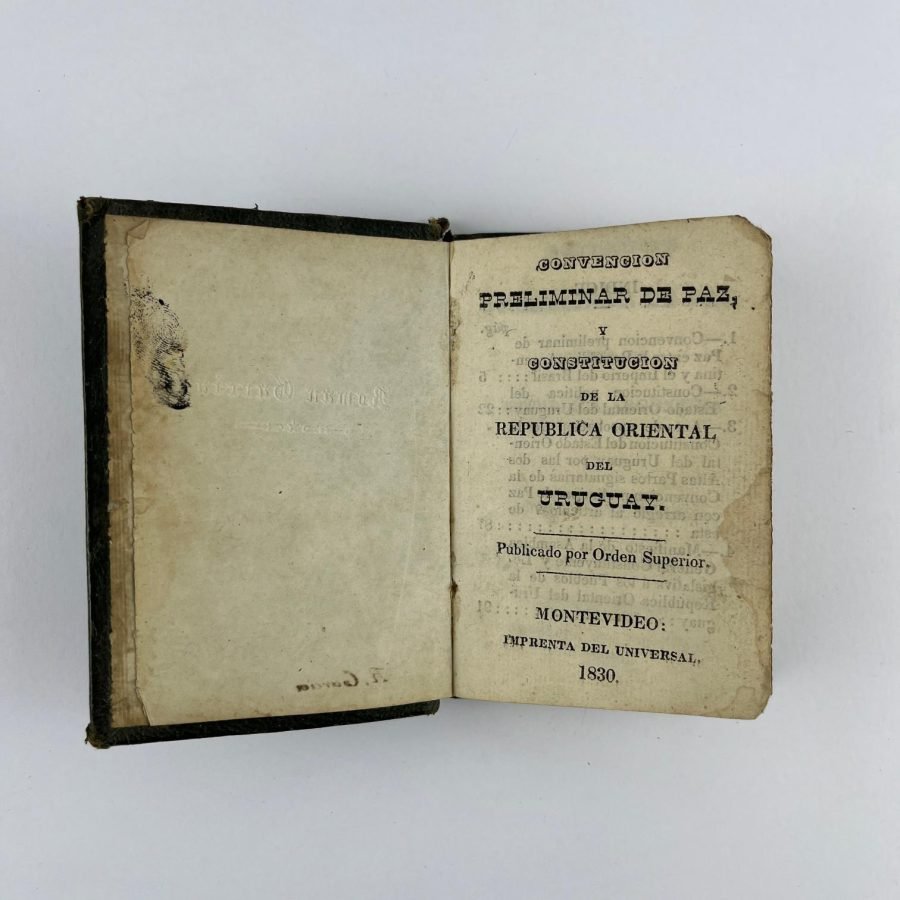 R. Garcia
CONVENCION
PRELIMINAR DE PAZ,
Y
CONSTITUCION
DE LA
REPUBLICA ORIENTAL
DEL
URUGUAY.
Publicado por Orden Superior.
MONTEVIDEO:
IMPRENTA DEL UNIVERSAL.
1830.